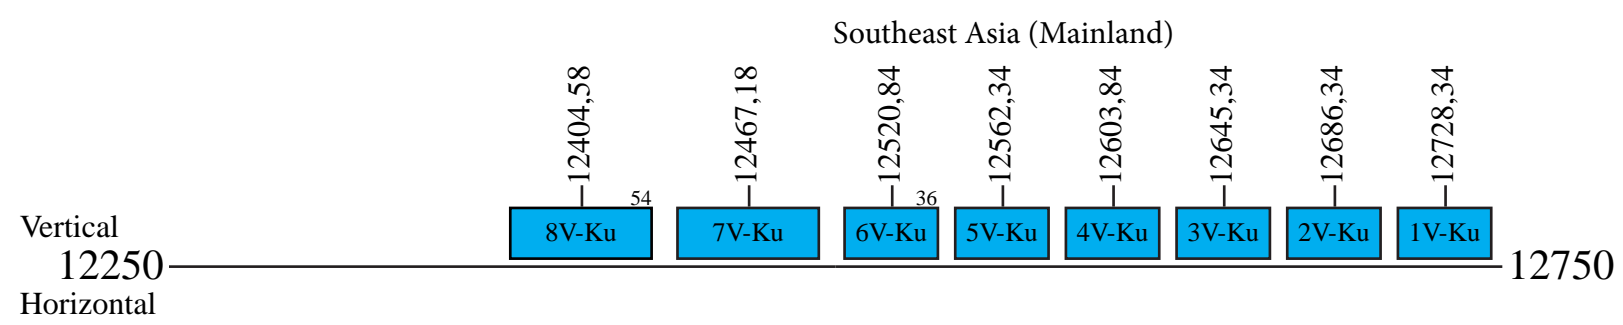 Southeast Asia (Mainland)
12404,58
12467,18
12520,84
12562,34
12603,84
12645,34
12686,34
12728,34
54
36
Vertical
8V-Ku
7V-Ku
6V-Ku
5V-Ku
4V-Ku
3V-Ku
2V-Ku
1V-Ku
12250
12750
Horizontal